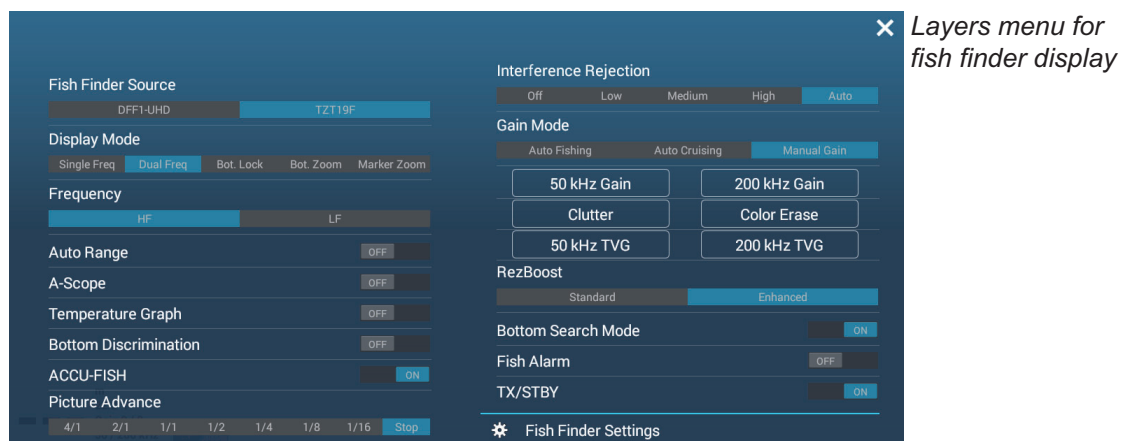 Layers menu for
fish finder display
Fish Finder Source
DFF1-UHD TZT19F
Display Mode
Single Freq Dual Freq Bot. Lock Bot. Zoom Marker Zoom
Frequency
HF LF
Auto Range OFF
A-Scope OFF
Temperature Graph OFF
Bottom Discrimination OFF
ACCU-FISH ON
Picture Advance
4/1 2/1 1/1 1/2 1/4 1/8 1/16 Stop
Interference Rejection
Off Low Medium High Auto
Gain Mode
Auto Fishing Auto Cruising Manual Gain
50 kHz Gain 200 kHz Gain
Clutter Color Erase
50 kHz TVG 200 kHz TVG
RezBoost
Standard Enhanced
Bottom Search Mode ON
Fish Alarm OFF
TX/STBY ON
Fish Finder Settings